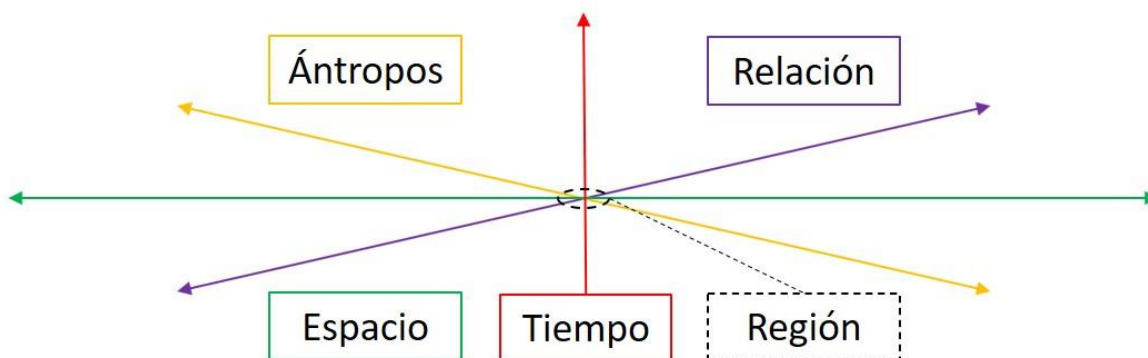 Ántropos
Relación
Espacio
Tiempo
Región